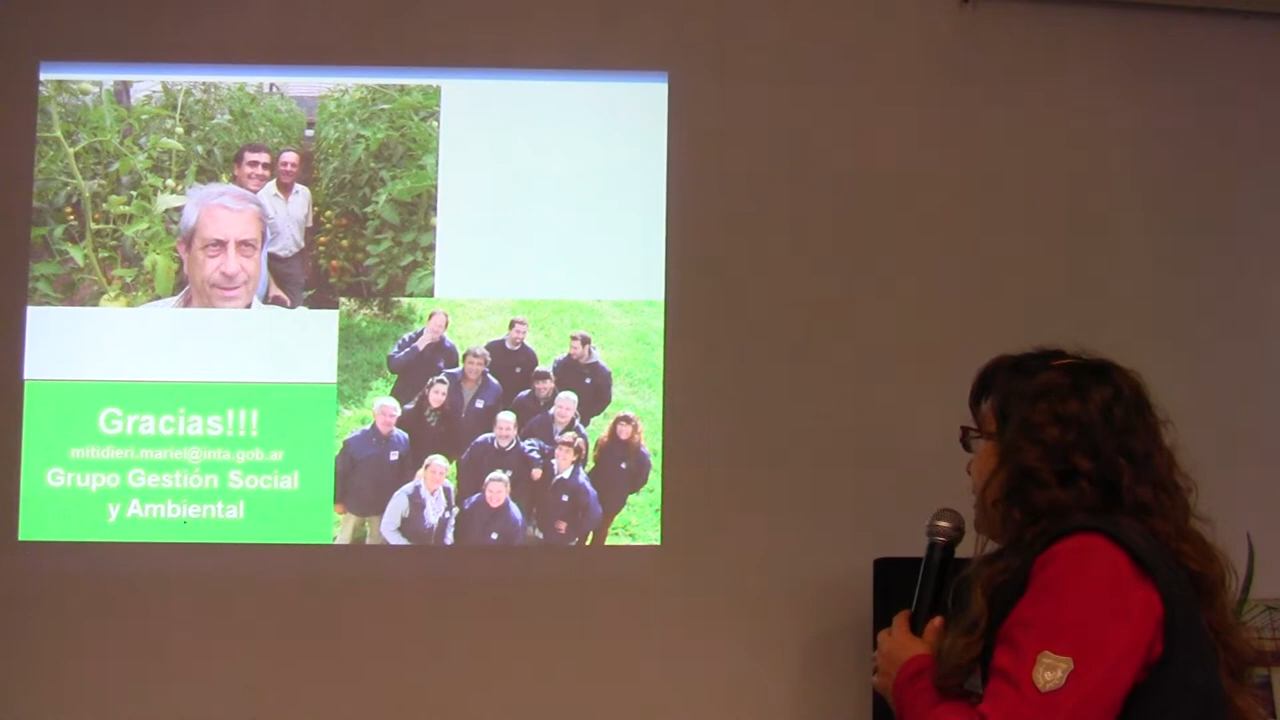 Gracias!!!
mitidieri.mariel@inta.gob.ar
Grupo Gestión Social
y Ambiental